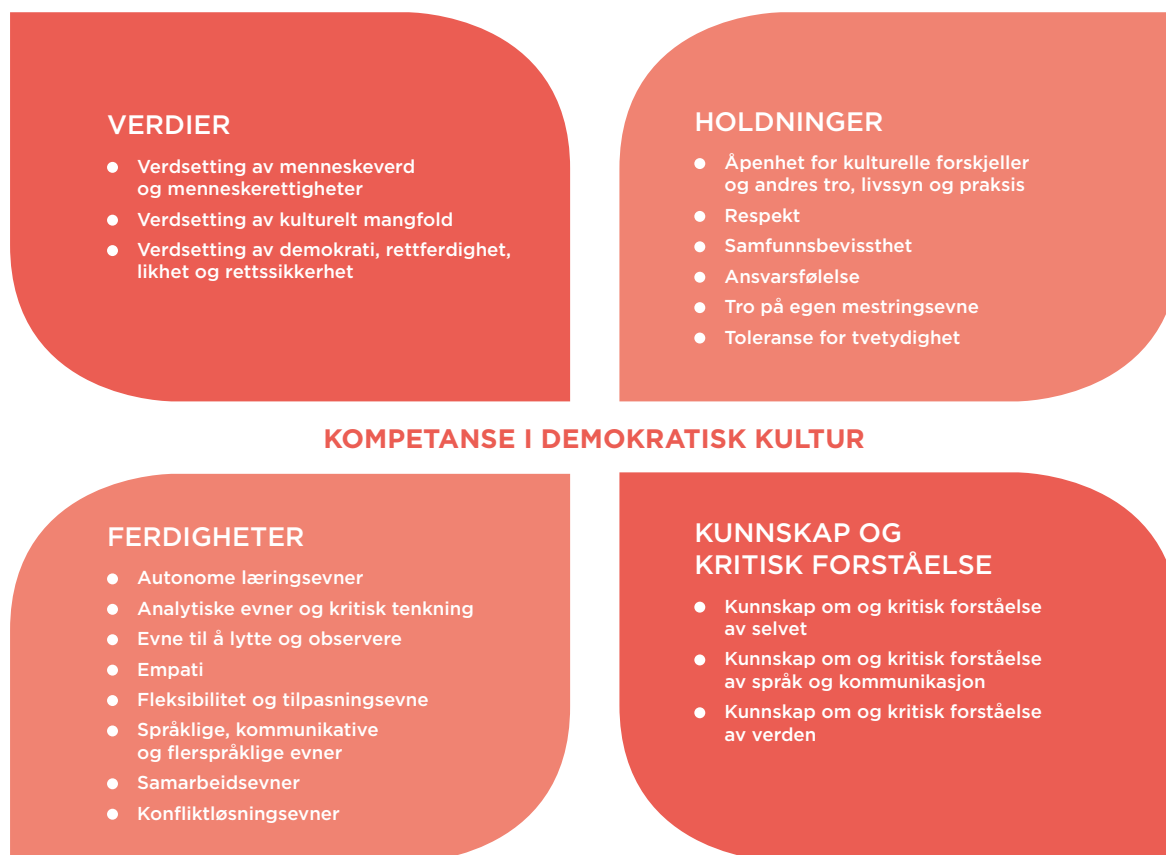 VERDIER
● Verdsetting av menneskeverd
og menneskerettigheter
● Verdsetting av kulturelt mangfold
● Verdsetting av demokrati, rettferdighet,
likhet og rettssikkerhet
HOLDNINGER
● Åpenhet for kulturelle forskjeller
og andres tro, livssyn og praksis
● Respekt
● Samfunnsbevissthet
● Ansvarsfølelse
● Tro på egen mestringsevne
● Toleranse for tvetydighet
KOMPETANSE I DEMOKRATISK KULTUR
FERDIGHETER
● Autonome læringsevner
● Analytiske evner og kritisk tenkning
● Evne til å lytte og observere
● Empati
● Fleksibilitet og tilpasningsevne
● Språklige, kommunikative
og flerspråklige evner
● Samarbeidsevner
● Konfliktløsningsevner
KUNNSKAP OG
KRITISK FORSTÅELSE
● Kunnskap om og kritisk forståelse
av selvet
● Kunnskap om og kritisk forståelse
av språk og kommunikasjon
● Kunnskap om og kritisk forståelse
av verden